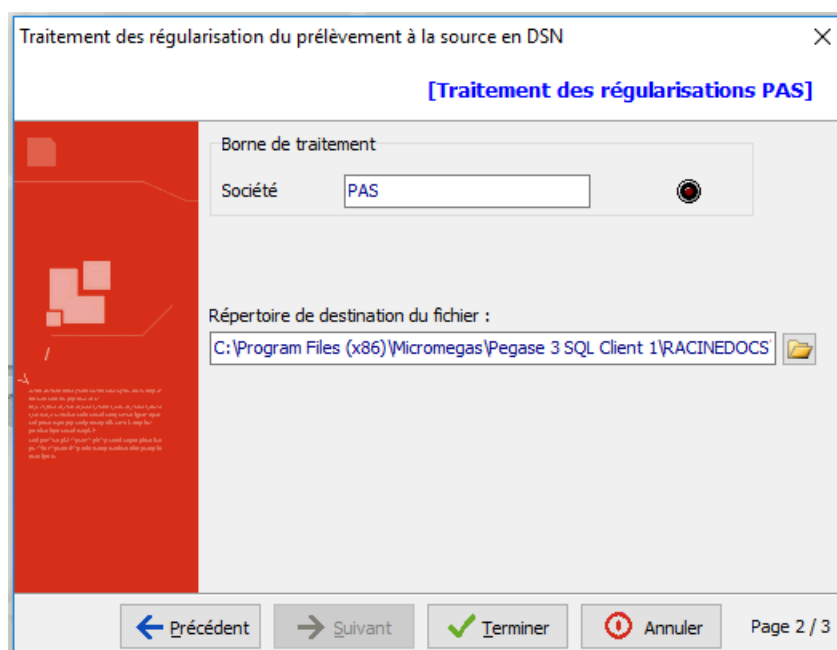 Traitement des régularisation du prélèvement à la source en DSN
[Traitement des régularisations PAS]
Borne de traitement
Société PAS
Répertoire de destination du fichier :
C:\Program Files (x86)\Micromegas\Pegase 3 SQL Client 1\RACINEDOCS
Précédent Suivant Terminer Annuler Page 2 / 3